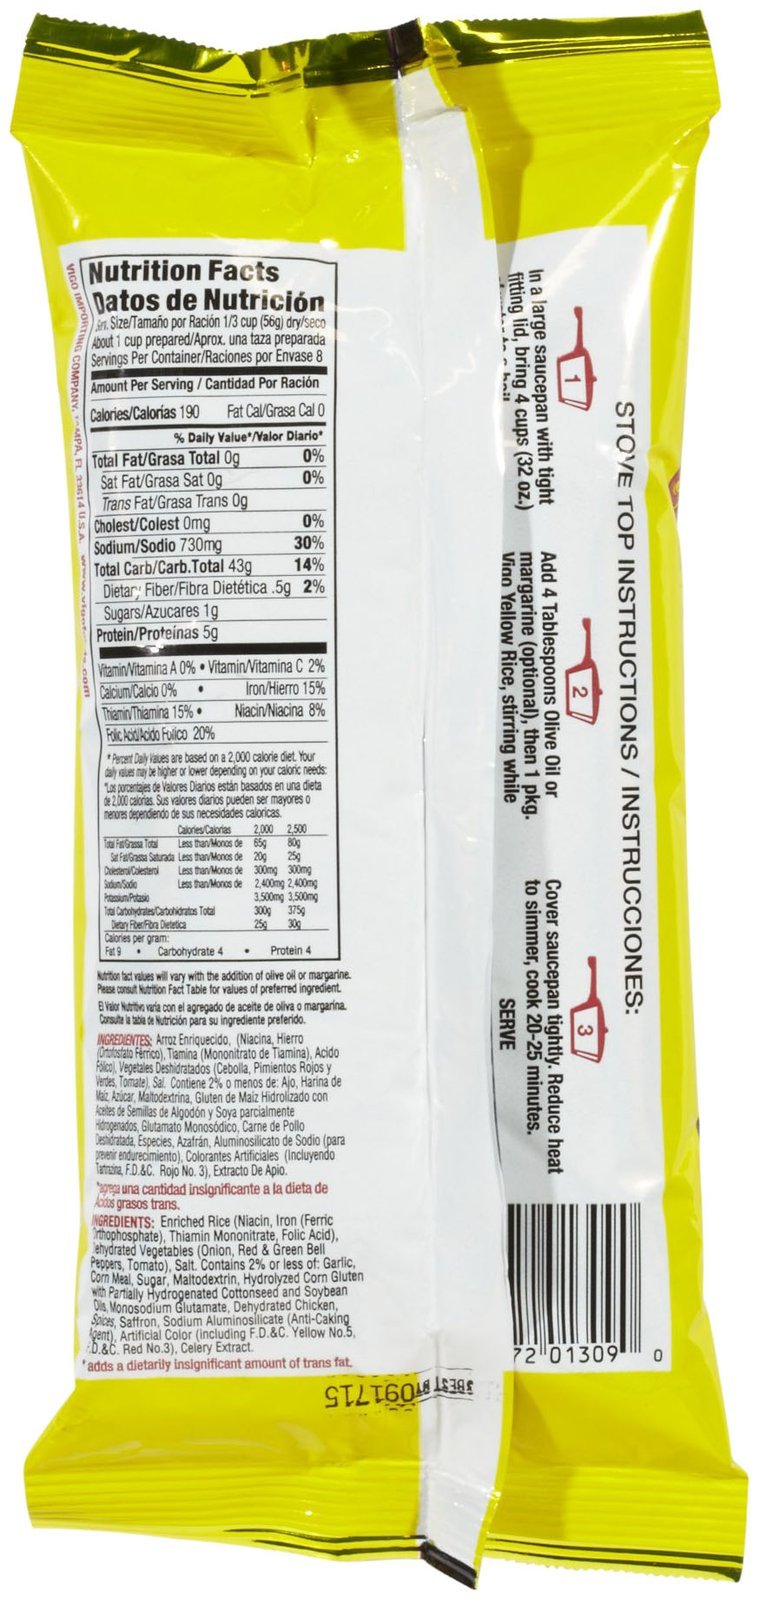 Nutrition Facts
Datos de Nutrición
Size/Tamaño por Ración 1/3 cup (56g) dry/seco
About 1 cup prepared/Aprox. una taza preparada
Servings Per Container/Raciones por Envase 8
Amount Per Serving / Cantidad Por Ración
Calories/Calorías 190 Fat Cal/Grasa Cal 0
% Daily Value*/Valor Diario*
Total Fat/Grasa Total 0g 0%
Sat Fat/Grasa Sat 0g 0%
Trans Fat/Grasa Trans 0g
Cholest/Colest 0mg 0%
Sodium/Sodio 730mg 30%
Total Carb/Carb.Total 43g 14%
Dietary Fiber/Fibra Dietética .5g 2%
Sugars/Azucares 1g
Protein/Proteínas 5g
Vitamin/Vitamina A 0% • Vitamin/Vitamina C 2%
Calcium/Calcio 0% • Iron/Hierro 15%
Thiamin/Thiamina 15% • Niacin/Niacina 8%
Folic Acid/Acido Fólico 20%
* Percent Daily Values are based on a 2,000 calorie diet. Your
daily values may be higher or lower depending on your caloric needs:
*Los porcentajes de Valores Diarios están basados en una dieta
de 2,000 calorías. Sus valores diarios pueden ser mayores o
menores dependiendo de sus necesidades caloricas.
Calories/Calorias 2,000 2,500
Total Fat/Grassa Total Less than/Monos de 65g 80g
Sat Fat/Grassa Saturada Less than/Monos de 20g 25g
Cholesterol/Colesterol Less than/Monos de 300mg 300mg
Sodium/Sodio Less than/Monos de 2,400mg 2,400mg
Potassium/Potasio 3,500mg 3,500mg
Total Carbohydrates/Carbohidratos Total 300g 375g
Dietary Fiber/Fibra Dietetica 25g 30g
Calories per gram:
Fat 9 • Carbohydrate 4 • Protein 4
Nutrition fact values will vary with the addition of olive oil or margarine.
Please consult Nutrition Fact Table for values of preferred ingredient.
El Valor Nutritivo varía con el agregado de aceite de oliva o margarina.
Consulte la tabla de Nutrición para su ingrediente preferido.
INGREDIENTES: Arroz Enriquecido, (Niacina, Hierro
(Ortofosfato Férrico), Tiamina (Mononitrato de Tiamina), Acido
Fólico), Vegetales Deshidratados (Cebolla, Pimientos Rojos y
Verdes, Tomate), Sal. Contiene 2% o menos de: Ajo, Harina de
Maíz, Azúcar, Maltodextrina, Gluten de Maiz Hidrolizado con
Aceites de Semillas de Algodón y Soya parcialmente
Hidrogenados, Glutamato Monosódico, Carne de Pollo
Deshidratada, Especies, Azafrán, Aluminosilicato de Sodio (para
prevenir endurecimiento), Colorantes Artificiales (Incluyendo
Tartrazina, F.D.&C. Rojo No. 3), Extracto De Apio.
*agrega una cantidad insignificante a la dieta de
Ácidos grasos trans.
INGREDIENTS: Enriched Rice (Niacin, Iron (Ferric
Orthophosphate), Thiamin Mononitrate, Folic Acid),
Dehydrated Vegetables (Onion, Red & Green Bell
Peppers, Tomato), Salt. Contains 2% or less of: Garlic,
Corn Meal, Sugar, Maltodextrin, Hydrolyzed Corn Gluten
with Partially Hydrogenated Cottonseed and Soybean
Oils, Monosodium Glutamate, Dehydrated Chicken,
Spices, Saffron, Sodium Aluminosilicate (Anti-Caking
Agent), Artificial Color (including F.D.&C. Yellow No.5,
F.D.&C. Red No.3), Celery Extract.
*adds a dietarily insignificant amount of trans fat.
VIGO IMPORTING COMPANY, TAMPA, FL 33614 U.S.A.
STOVE TOP INSTRUCTIONS / INSTRUCCIONES:
1
In a large saucepan with tight
fitting lid, bring 4 cups (32 oz.)
2
Add 4 Tablespoons Olive Oil or
margarine (optional), then 1 pkg.
Vigo Yellow Rice, stirring while
3
Cover saucepan tightly. Reduce heat
to simmer, cook 20-25 minutes.
SERVE
72 01309 0
BEST BY 091715